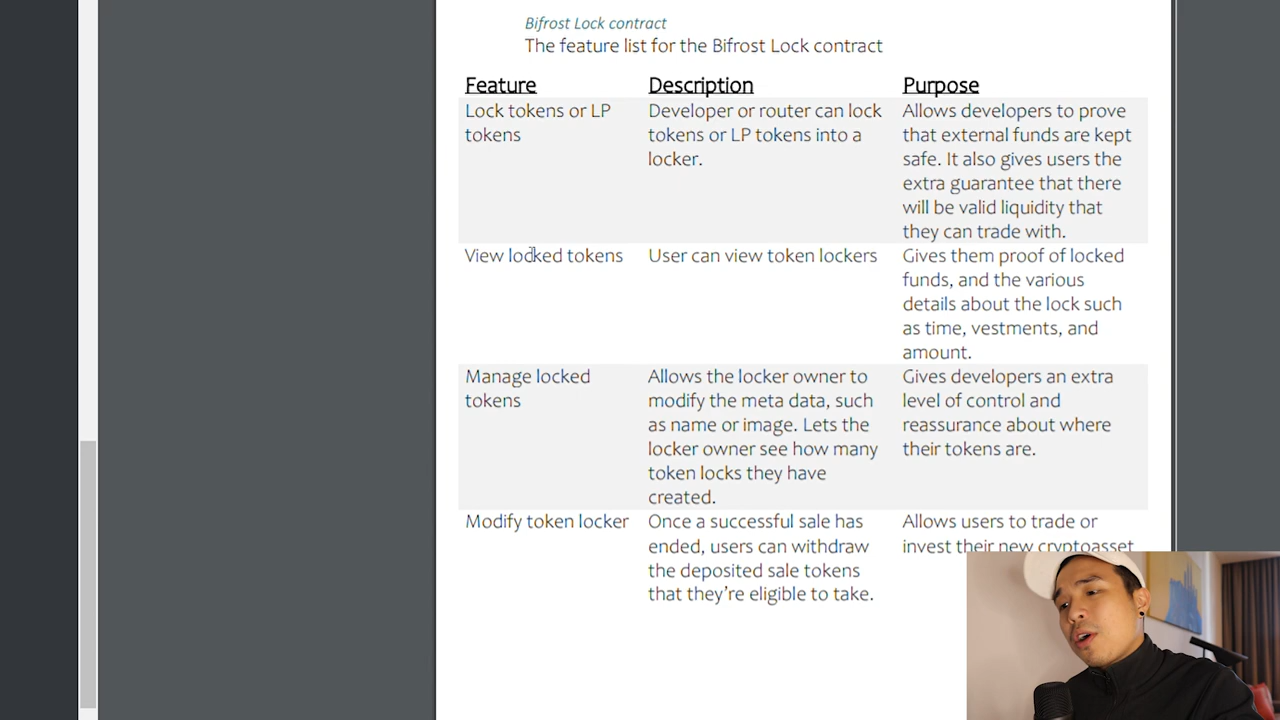 Bifrost Lock contract
The feature list for the Bifrost Lock contract
Feature
Description
Purpose
Lock tokens or LP
tokens
Developer or router can lock
tokens or LP tokens into a
locker.
Allows developers to prove
that external funds are kept
safe. It also gives users the
extra guarantee that there
will be valid liquidity that
they can trade with.
View locked tokens
User can view token lockers
Gives them proof of locked
funds, and the various
details about the lock such
as time, vestments, and
amount.
Manage locked
tokens
Allows the locker owner to
modify the meta data, such
as name or image. Lets the
locker owner see how many
token locks they have
created.
Gives developers an extra
level of control and
reassurance about where
their tokens are.
Modify token locker
Once a successful sale has
ended, users can withdraw
the deposited sale tokens
that they're eligible to take.
Allows users to trade or
invest their new cryptoasset